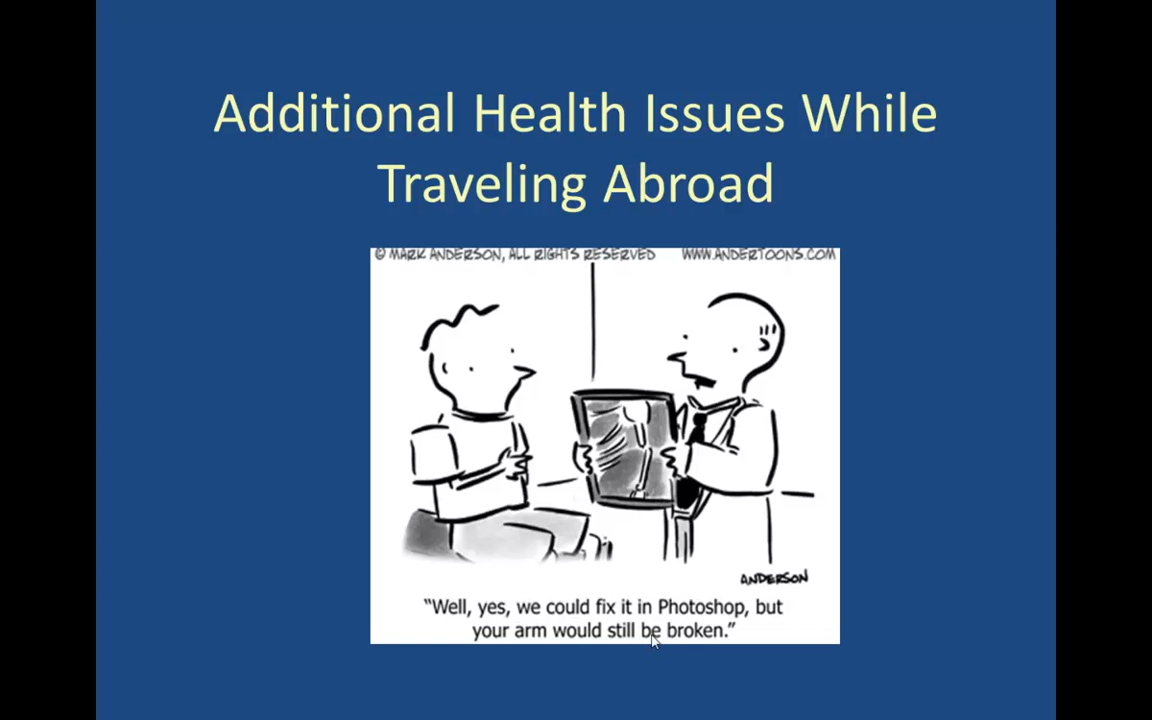 Additional Health Issues While
Traveling Abroad
© MARK ANDERSON, ALL RIGHTS RESERVED WWW.ANDERTOONS.COM
ANDERSON
“Well, yes, we could fix it in Photoshop, but
your arm would still be broken.”